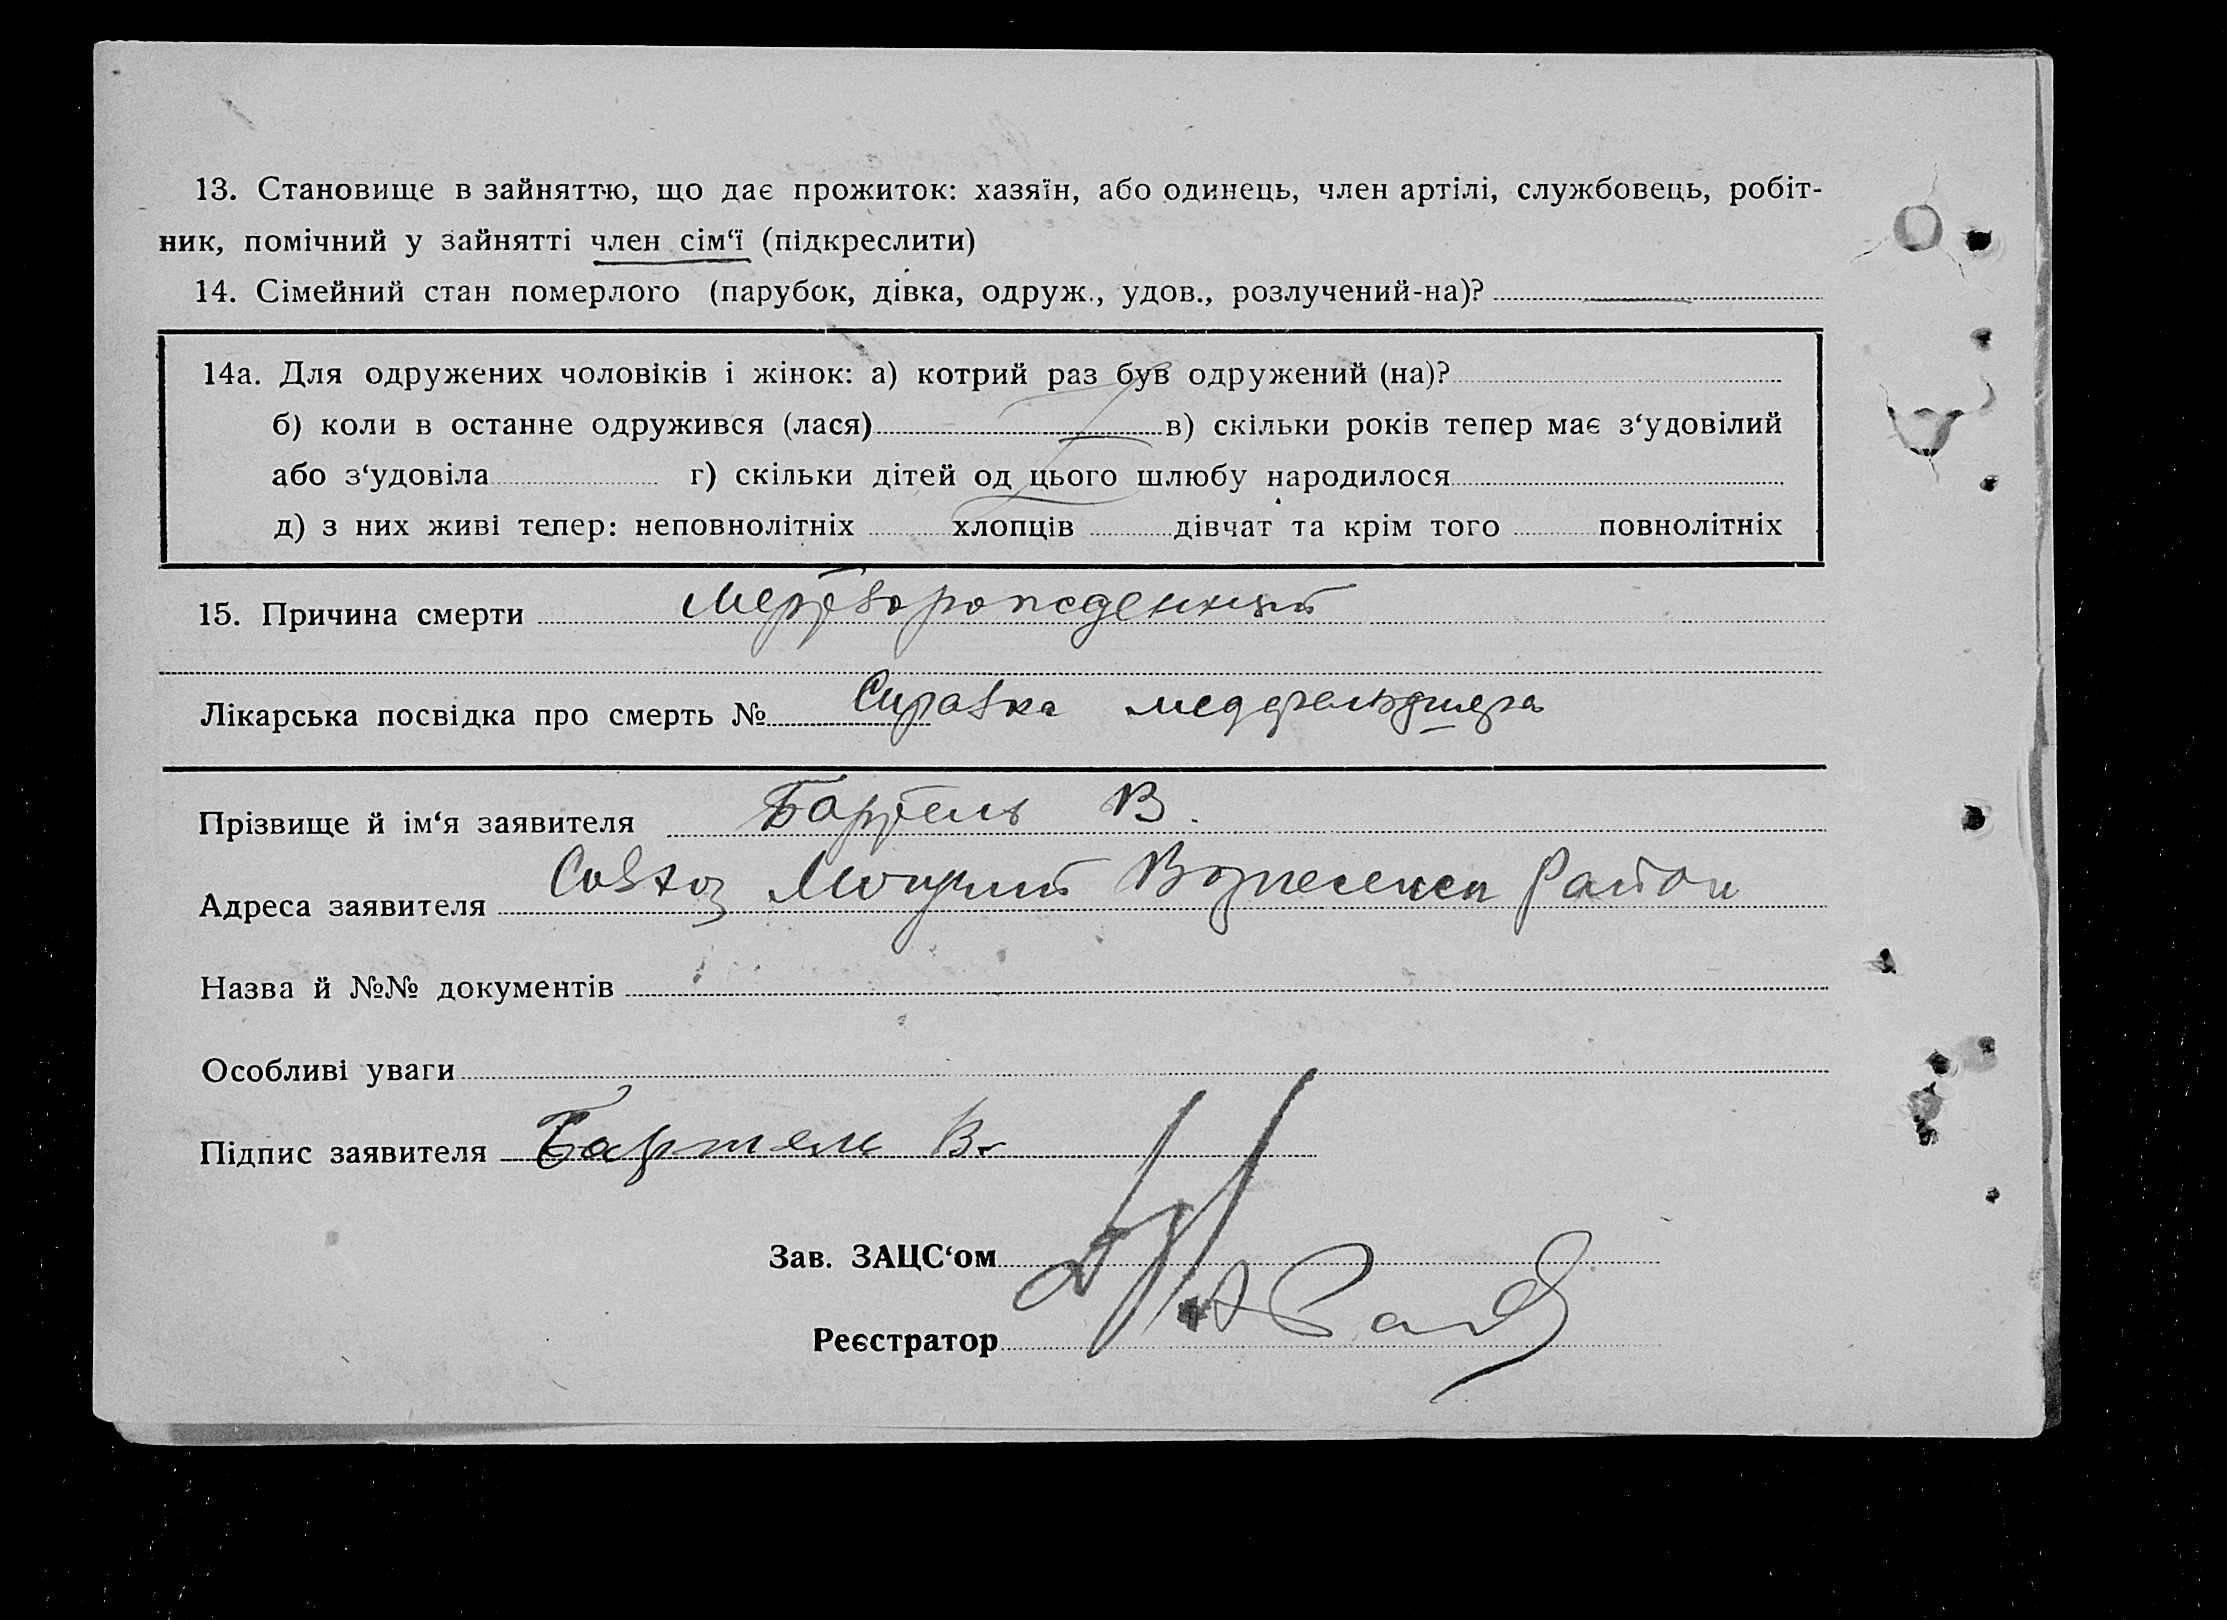 13. Становище в зайняттю, що дає прожиток: хазяїн, або одинець, член артілі, службовець, робіт-
ник, помічний у зайнятті член сім‘ї (підкреслити)
14. Сімейний стан померлого (парубок, дівка, одруж., удов., розлучений-на)?
14а. Для одружених чоловіків і жінок: а) котрий раз був одружений (на)?
б) коли в останне одружився (лася) в) скільки років тепер має з‘удовілий
або з‘удовіла г) скільки дітей од цього шлюбу народилося
д) з них живі тепер: неповнолітніх хлопців дівчат та крім того повнолітніх
15. Причина смерти Мертворожденный
Лікарська посвідка про смерть № Справка медфельдшера
Прізвище й ім‘я заявителя Бартель В.
Адреса заявителя Совхоз Вознесенск Район
Назва й №№ документів
Особливі уваги
Підпис заявителя Бартель В
Зав. ЗАЦС‘ом
Реєстратор